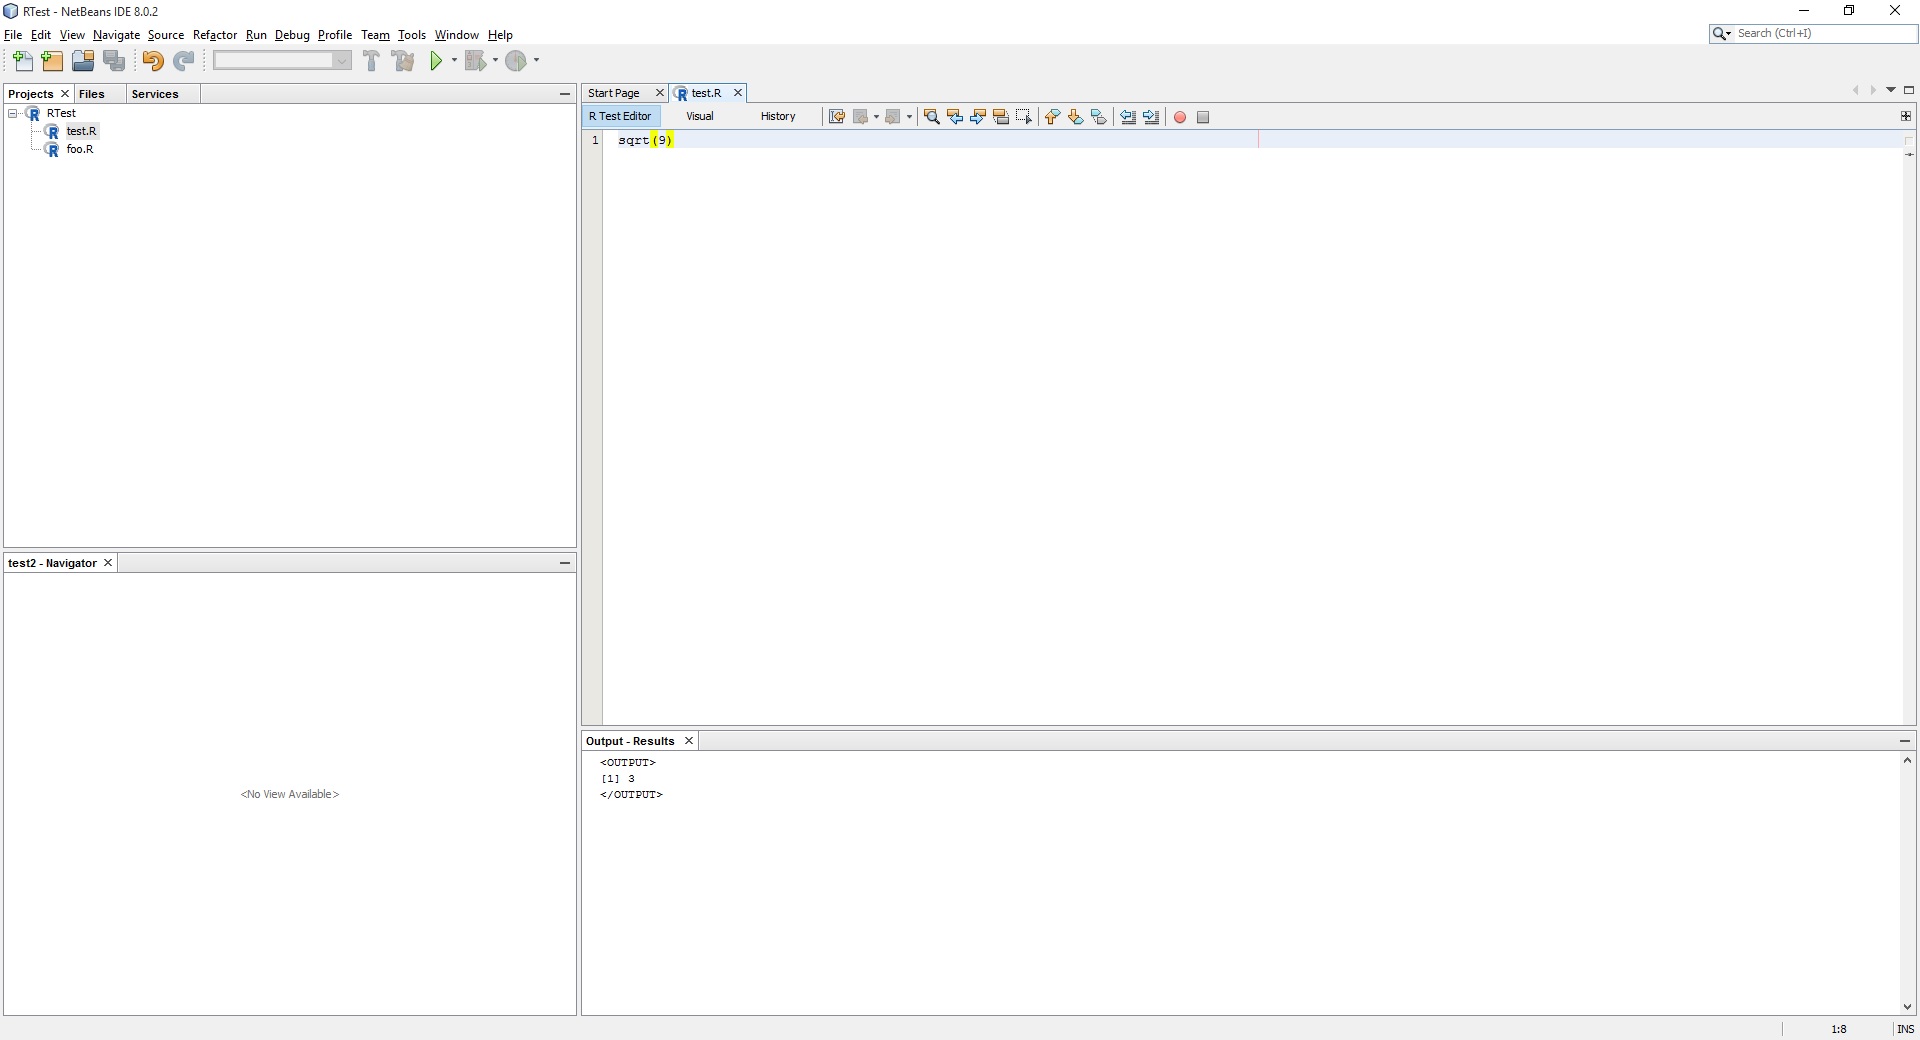 RTest - NetBeans IDE 8.0.2
File Edit View Navigate Source Refactor Run Debug Profile Team Tools Window Help
Search (Ctrl+I)
Projects Files Services
RTest
test.R
foo.R
test2 - Navigator
<No View Available>
Start Page test.R
R Test Editor Visual History
1 sqrt(9)
Output - Results
<OUTPUT>
[1] 3
</OUTPUT>
1:8 INS